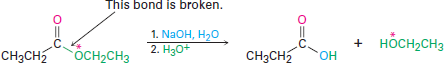 This bond is broken.
O
CH₃CH₂ C * OCH₂CH₃
1. NaOH, H₂O
2. H₃O⁺
O
CH₃CH₂ C OH + * HOCH₂CH₃